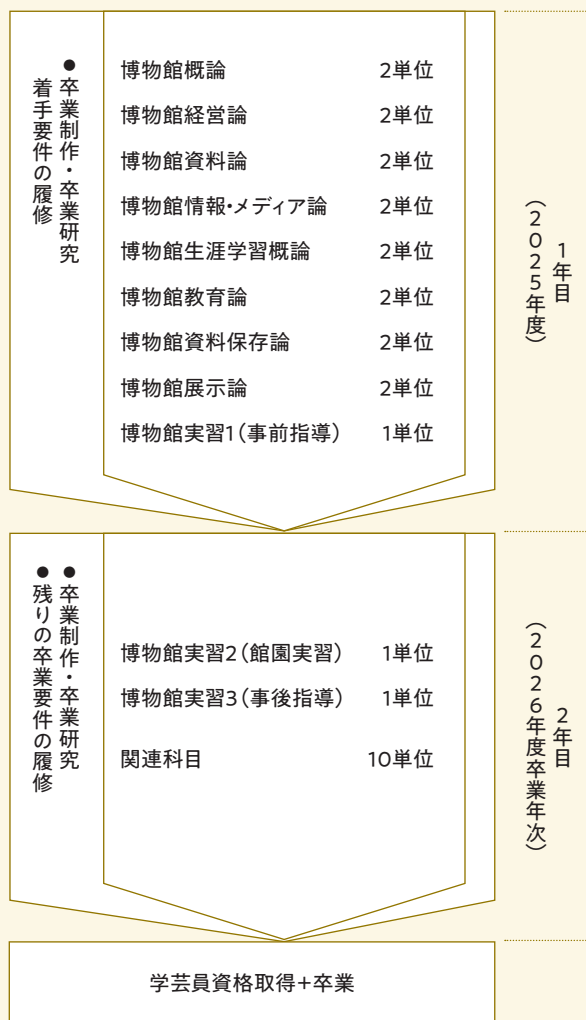 ●卒業制作・卒業研究
着手要件の履修
博物館概論 2単位
博物館経営論 2単位
博物館資料論 2単位
博物館情報・メディア論 2単位
博物館生涯学習概論 2単位
博物館教育論 2単位
博物館資料保存論 2単位
博物館展示論 2単位
博物館実習1（事前指導） 1単位
1年目
（2025年度）
●卒業制作・卒業研究
●残りの卒業要件の履修
博物館実習2（館園実習） 1単位
博物館実習3（事後指導） 1単位
関連科目 10単位
2年目
（2026年度卒業年次）
学芸員資格取得+卒業